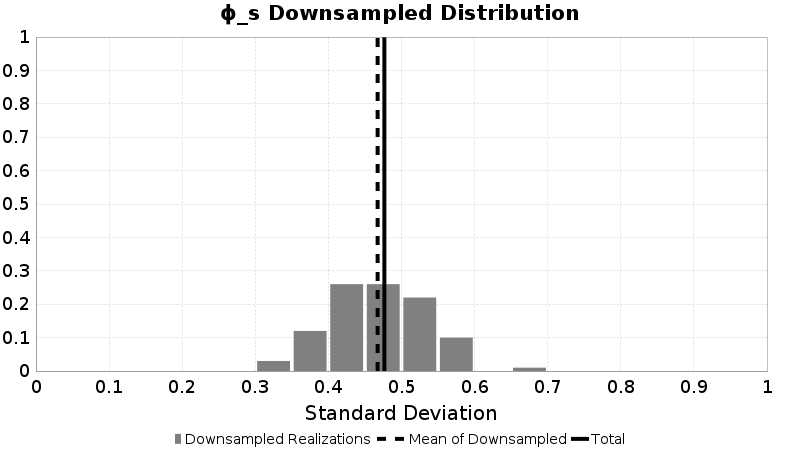 ϕ_s Downsampled Distribution
1
0.9
0.8
0.7
0.6
0.5
0.4
0.3
0.2
0.1
0
0 0.1 0.2 0.3 0.4 0.5 0.6 0.7 0.8 0.9 1
Standard Deviation
Downsampled Realizations Mean of Downsampled Total